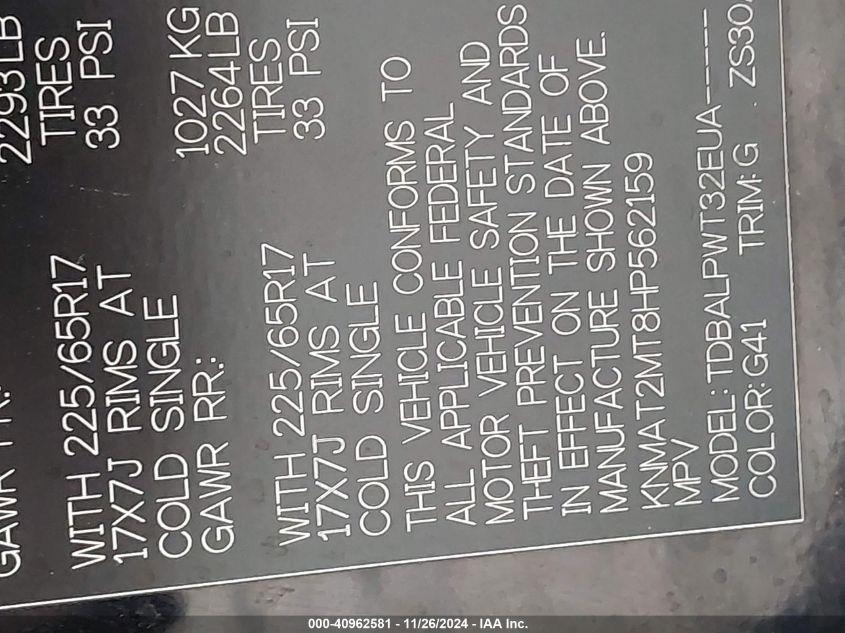 2293LB
WITH 225/65R17 TIRES
17X7J RIMS AT 33 PSI
COLD SINGLE
GAWR RR.: 1027 KG
2264LB
WITH 225/65R17 TIRES
17X7J RIMS AT 33 PSI
COLD SINGLE
THIS VEHICLE CONFORMS TO
ALL APPLICABLE FEDERAL
MOTOR VEHICLE SAFETY AND
THEFT PREVENTION STANDARDS
IN EFFECT ON THE DATE OF
MANUFACTURE SHOWN ABOVE.
KNMAT2MT8HP562159
MPV
MODEL: TDBALPWT32EUA-----
COLOR: G41 TRIM: G ZS30
000-40962581 - 11/26/2024 - IAA Inc.